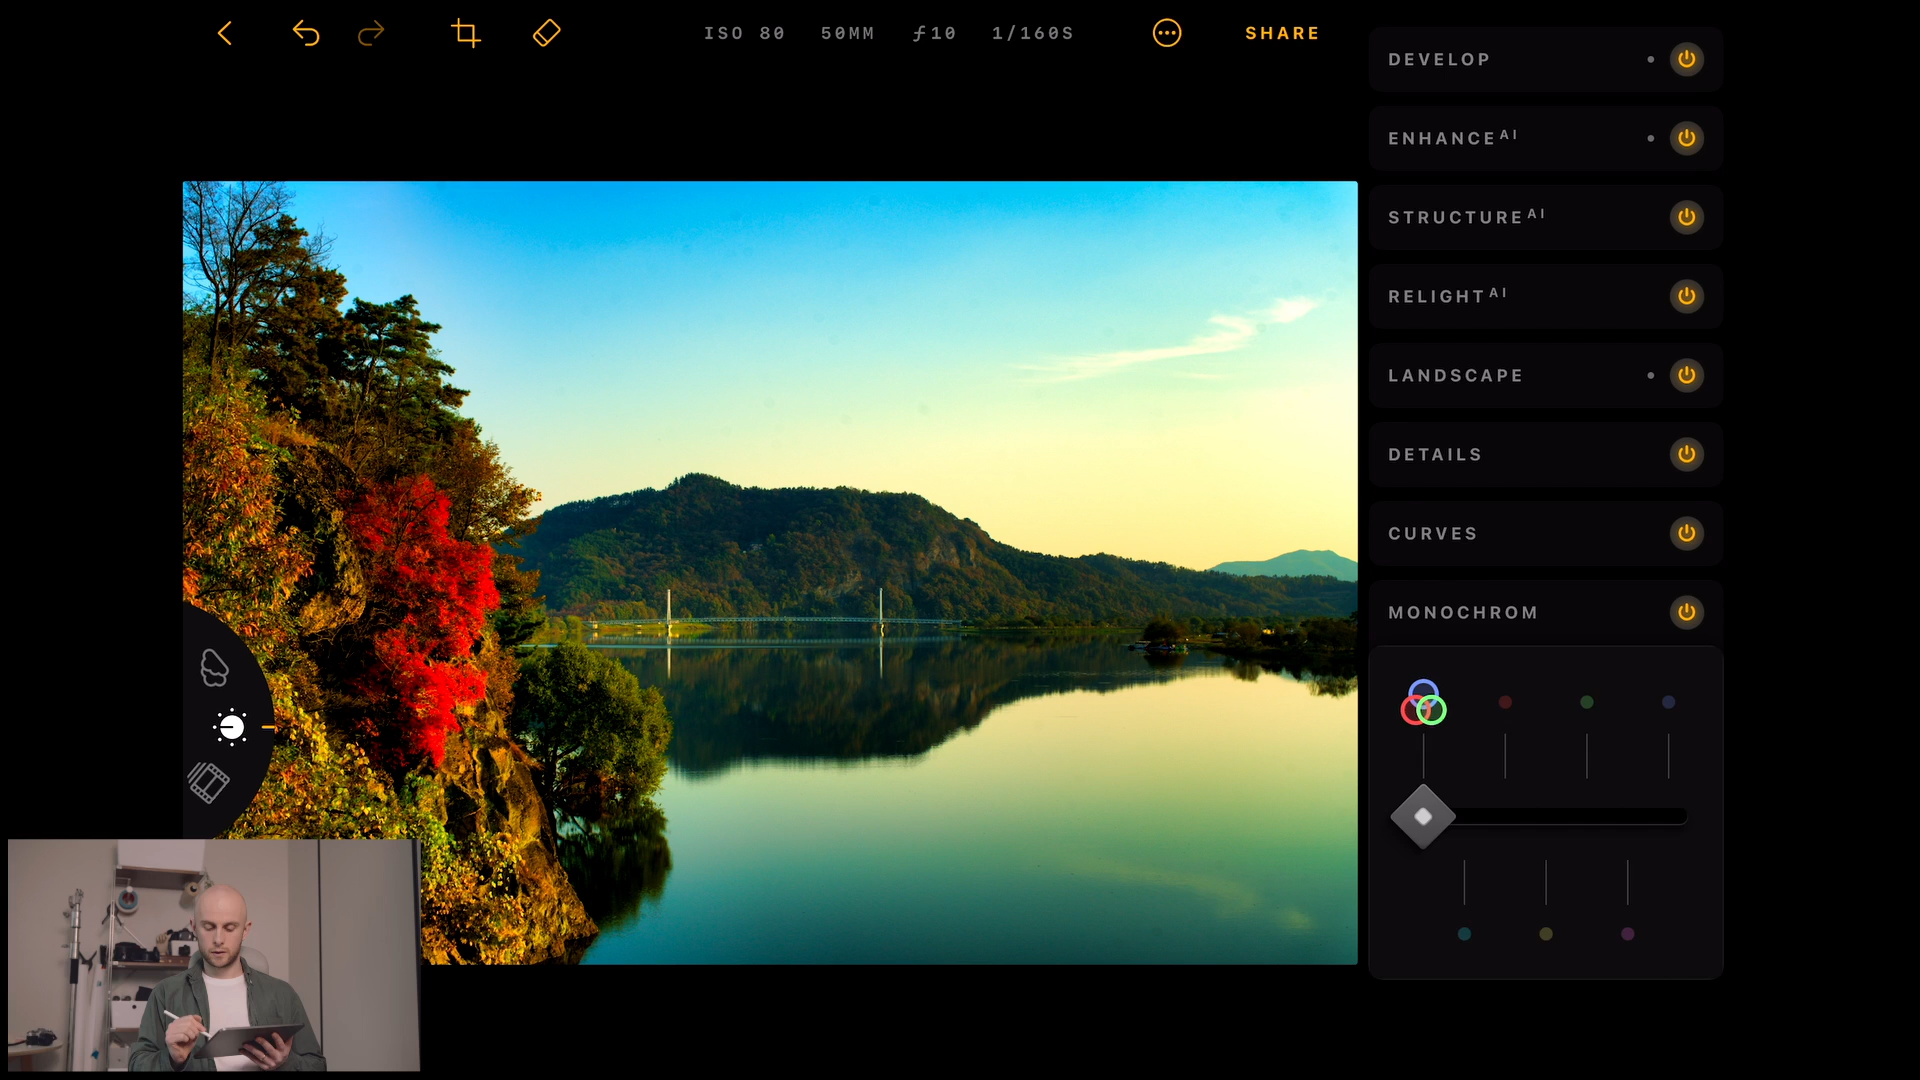 ISO 80 50MM ƒ10 1/160S SHARE
DEVELOP
ENHANCE AI
STRUCTURE AI
RELIGHT AI
LANDSCAPE
DETAILS
CURVES
MONOCHROM